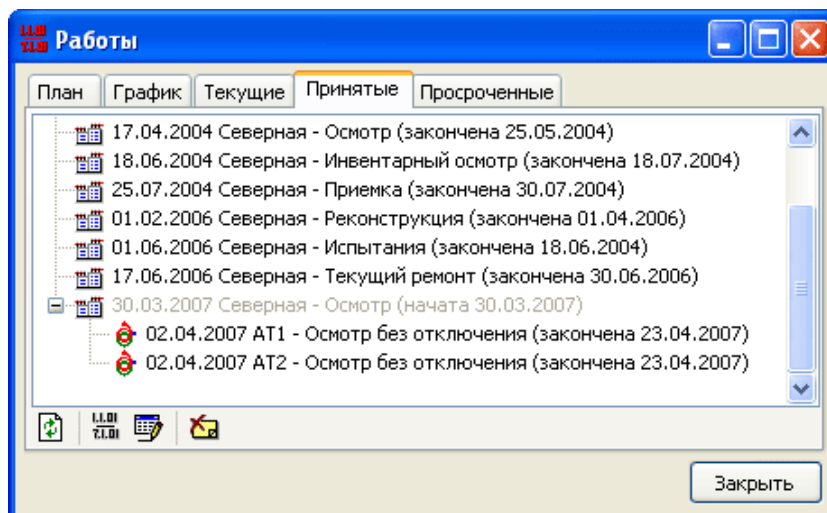 Работы
План График Текущие Принятые Просроченные
17.04.2004 Северная - Осмотр (закончена 25.05.2004)
18.06.2004 Северная - Инвентарный осмотр (закончена 18.07.2004)
25.07.2004 Северная - Приемка (закончена 30.07.2004)
01.02.2006 Северная - Реконструкция (закончена 01.04.2006)
01.06.2006 Северная - Испытания (закончена 18.06.2004)
17.06.2006 Северная - Текущий ремонт (закончена 30.06.2006)
30.03.2007 Северная - Осмотр (начата 30.03.2007)
02.04.2007 АТ1 - Осмотр без отключения (закончена 23.04.2007)
02.04.2007 АТ2 - Осмотр без отключения (закончена 23.04.2007)
Закрыть